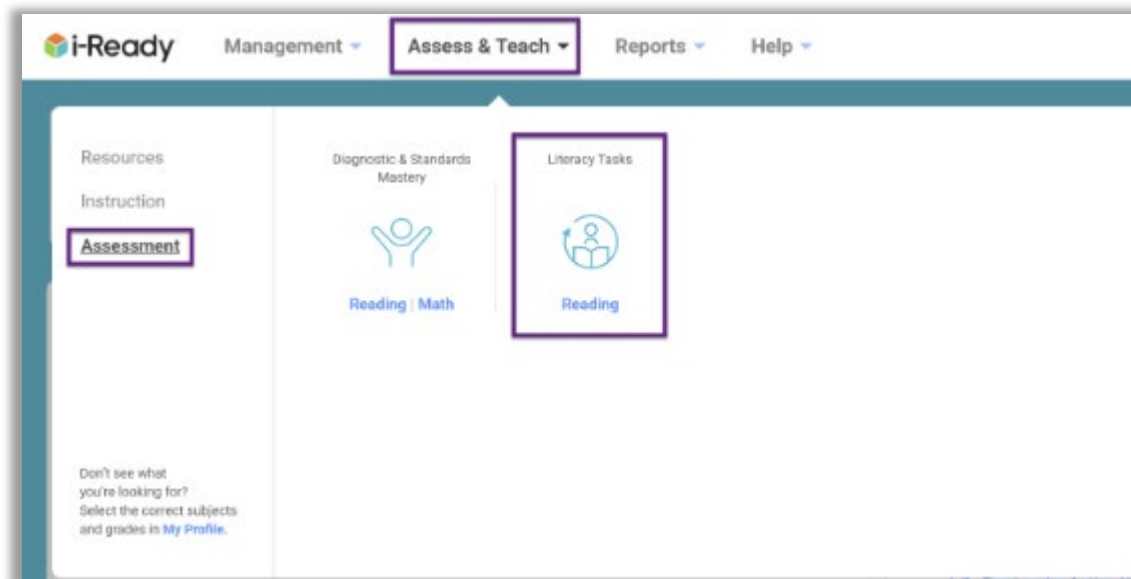 i-Ready Management Assess & Teach Reports Help
Resources
Instruction
Assessment
Diagnostic & Standards
Mastery
Reading | Math
Literacy Tasks
Reading
Don't see what
you're looking for?
Select the correct subjects
and grades in My Profile.